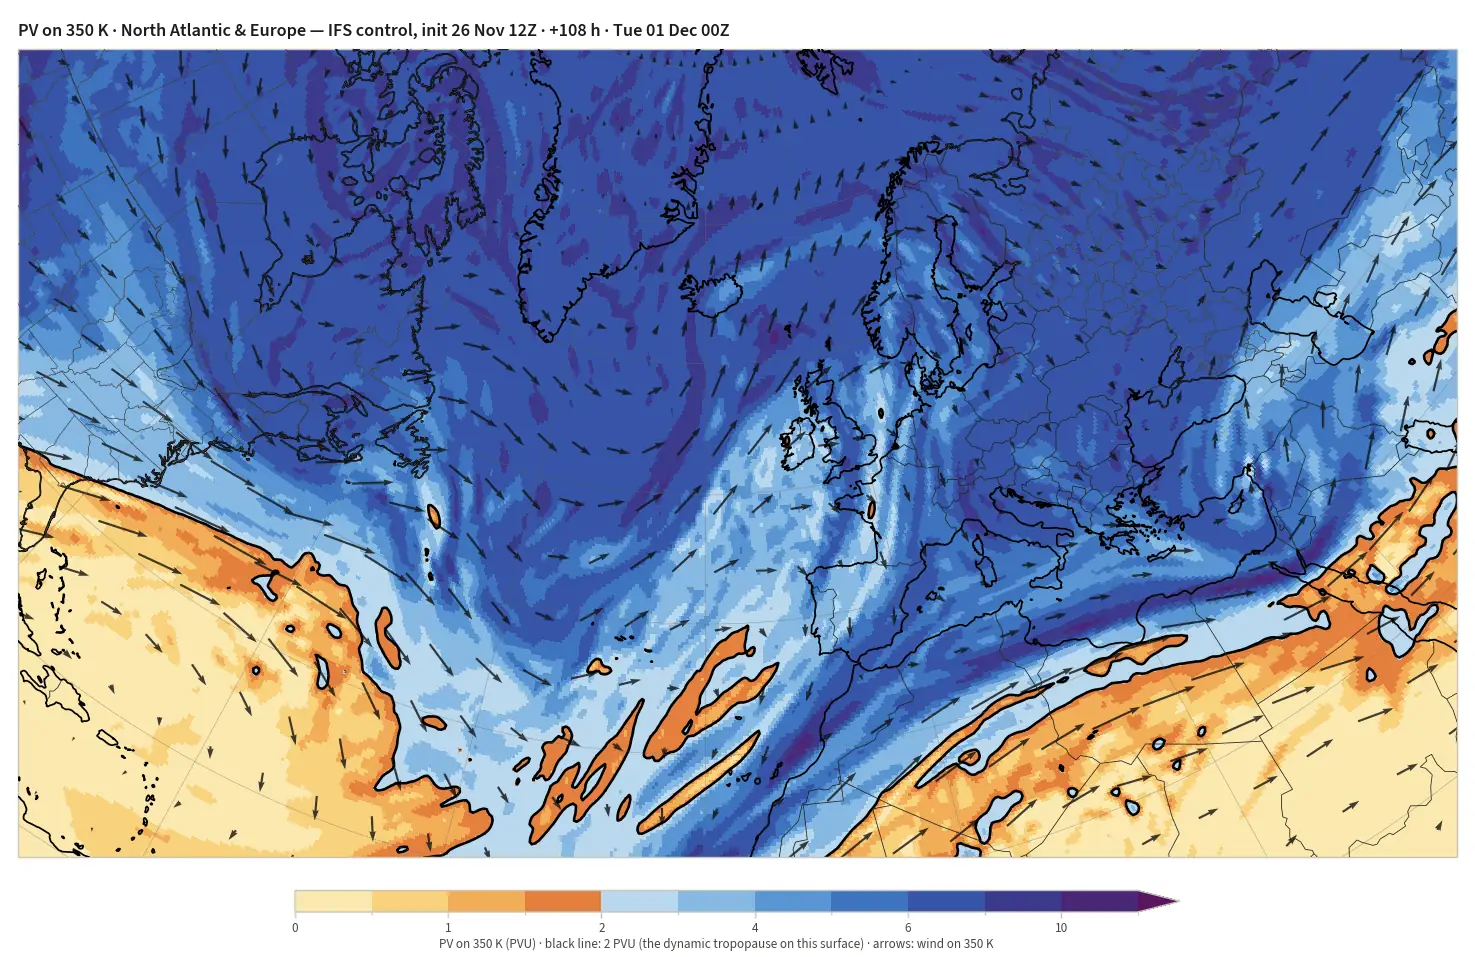 PV on 350 K · North Atlantic & Europe — IFS control, init 26 Nov 12Z · +108 h · Tue 01 Dec 00Z
0 1 2 4 6 10
PV on 350 K (PVU) · black line: 2 PVU (the dynamic tropopause on this surface) · arrows: wind on 350 K